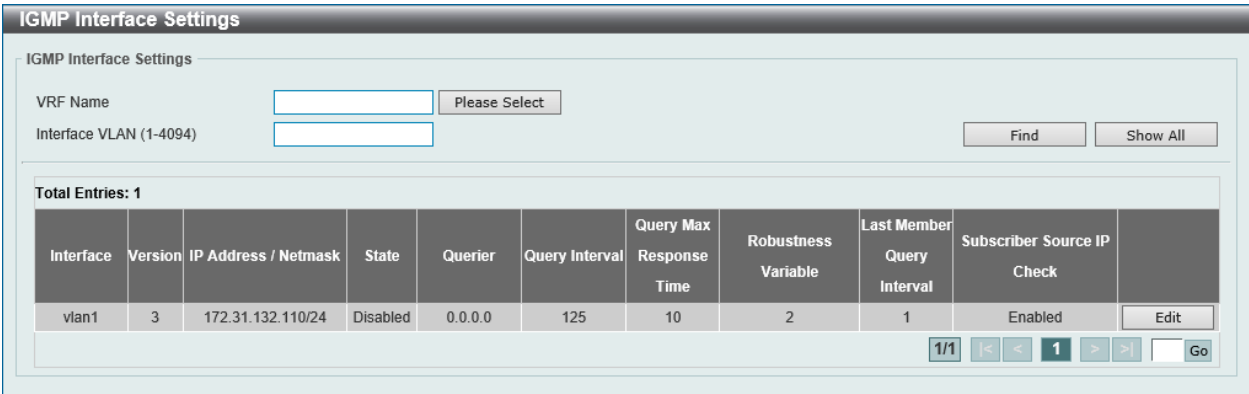 IGMP Interface Settings
IGMP Interface Settings
VRF Name
Please Select
Interface VLAN (1-4094)
Find
Show All
Total Entries: 1
Interface Version IP Address / Netmask State Querier Query Interval Query Max Response Time Robustness Variable Last Member Query Interval Subscriber Source IP Check
vlan1 3 172.31.132.110/24 Disabled 0.0.0.0 125 10 2 1 Enabled Edit
1/1 |< < 1 > >| Go